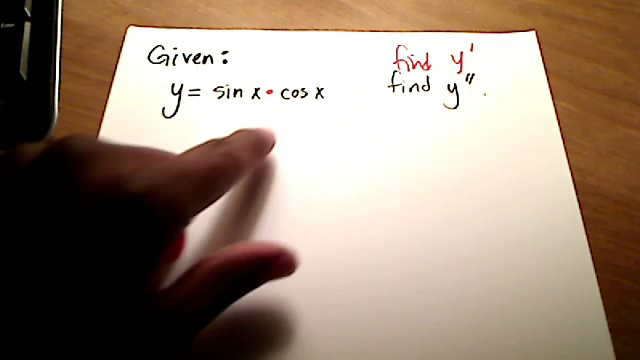 Given:
y = sin x · cos x
find y'
find y".